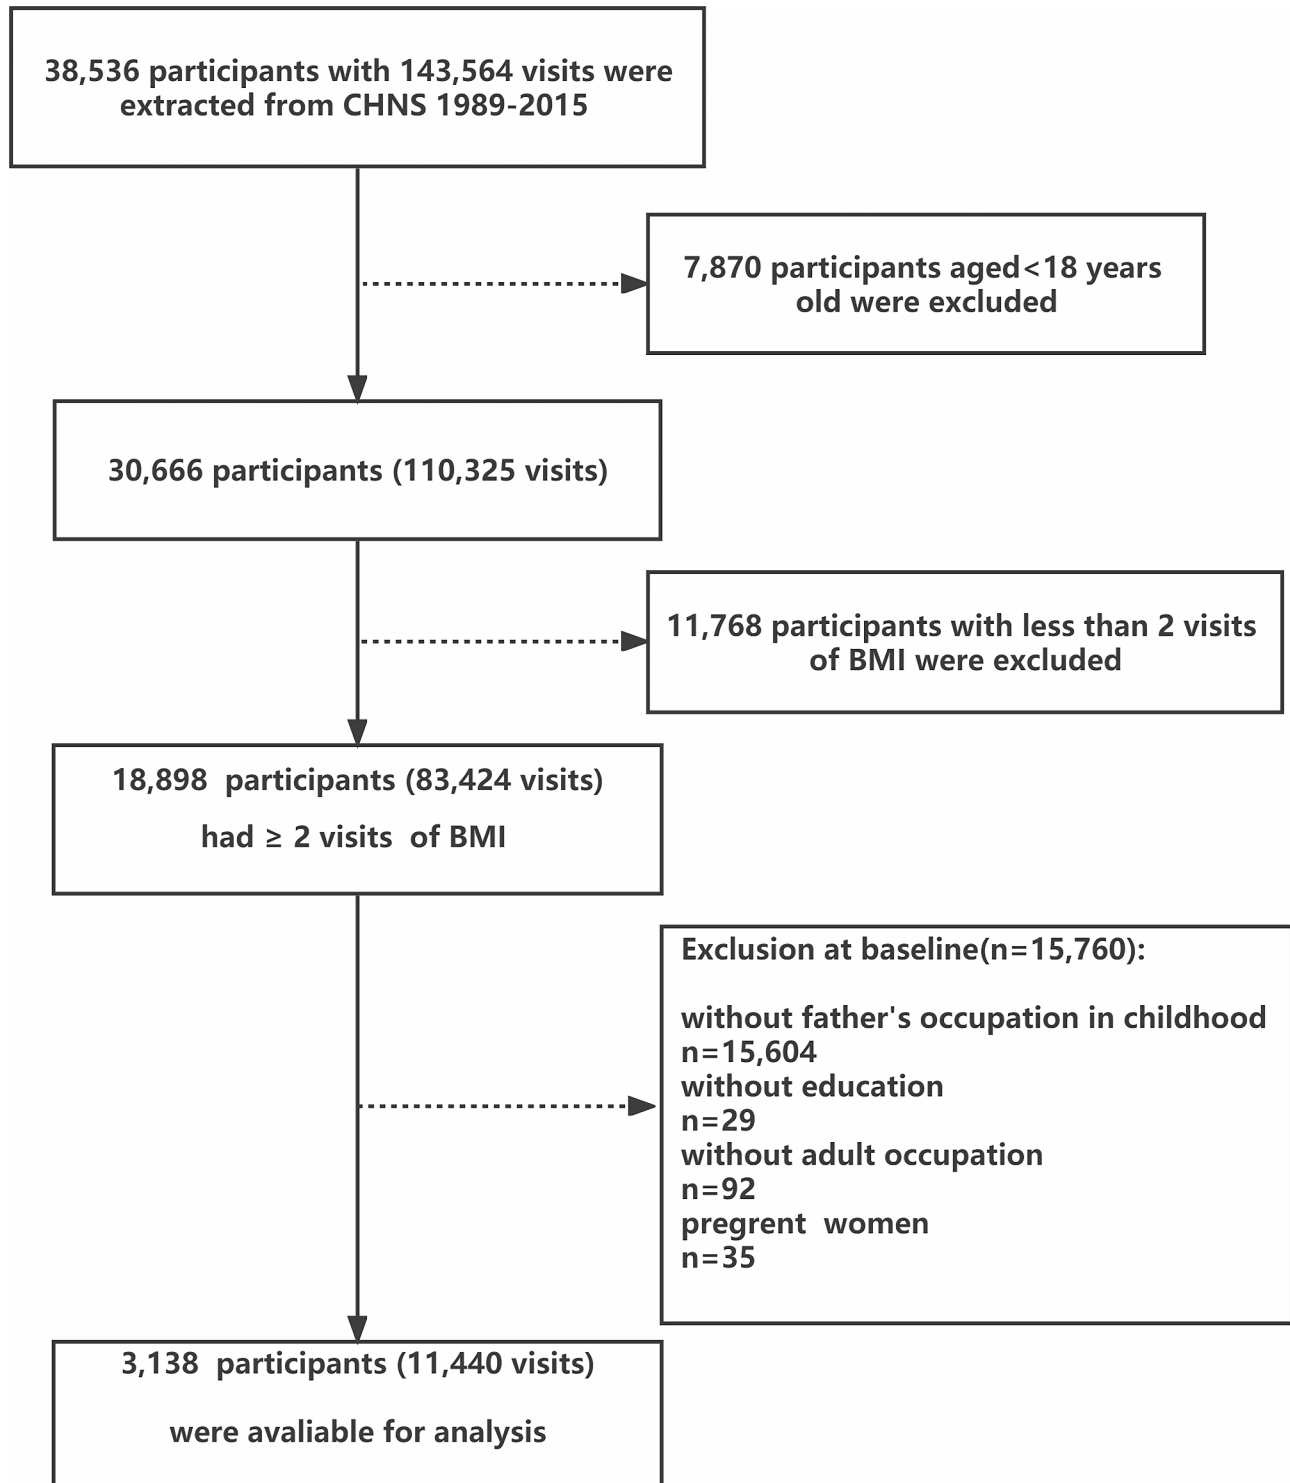 38,536 participants with 143,564 visits were
extracted from CHNS 1989-2015
7,870 participants aged<18 years
old were excluded
30,666 participants (110,325 visits)
11,768 participants with less than 2 visits
of BMI were excluded
18,898 participants (83,424 visits)
had ≥ 2 visits of BMI
Exclusion at baseline(n=15,760):
without father's occupation in childhood
n=15,604
without education
n=29
without adult occupation
n=92
pregrent women
n=35
3,138 participants (11,440 visits)
were avaliable for analysis